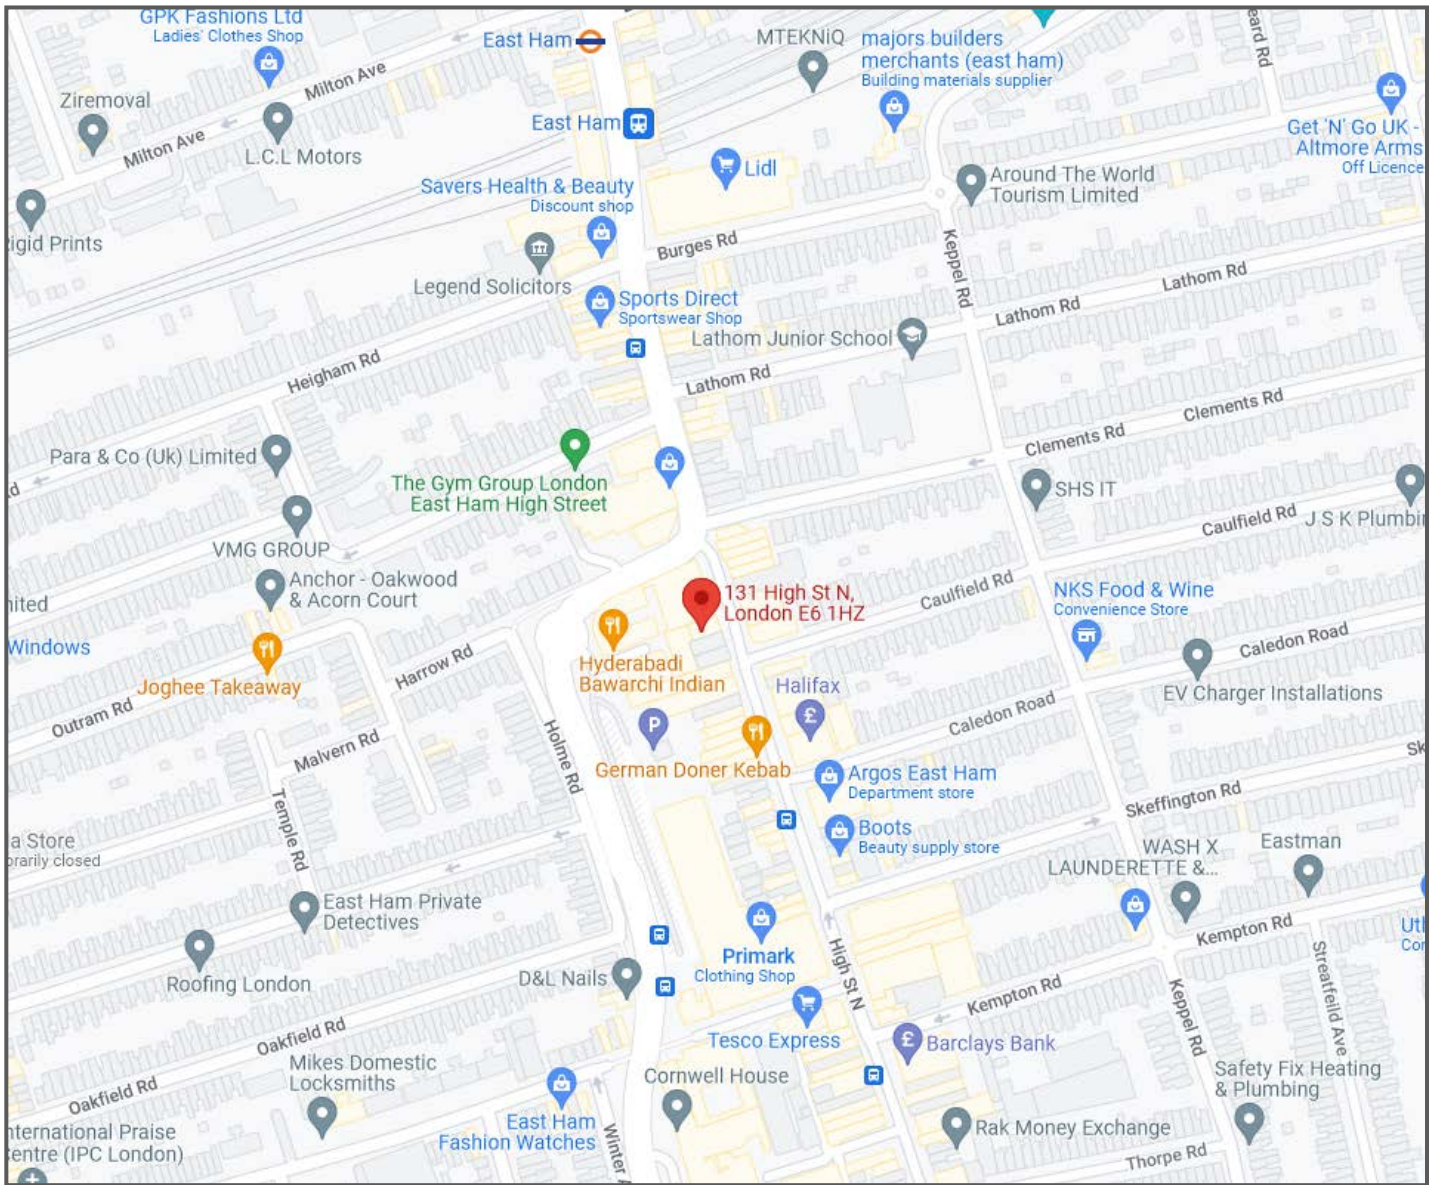 GPK Fashions Ltd
Ladies' Clothes Shop
East Ham
MTEKNiQ
majors builders
merchants (east ham)
Building materials supplier
eard Rd
Milton Ave
Ziremoval
East Ham
Get 'N' Go UK -
Altmore Arms
Off Licence
Milton Ave
L.C.L Motors
Lidl
Around The World
Tourism Limited
Savers Health & Beauty
Discount shop
Rigid Prints
Burges Rd
Keppel Rd
Legend Solicitors
Lathom Rd
Sports Direct
Sportswear Shop
Lathom Rd
Lathom Junior School
Heigham Rd
Lathom Rd
Clements Rd
Clements Rd
Para & Co (Uk) Limited
The Gym Group London
East Ham High Street
SHS IT
Caulfield Rd
J S K Plumbin
VMG GROUP
Anchor - Oakwood
& Acorn Court
131 High St N,
London E6 1HZ
Caulfield Rd
NKS Food & Wine
Convenience Store
nited
Windows
Caledon Road
Harrow Rd
Hyderabadi
Bawarchi Indian
Joghee Takeaway
Halifax
EV Charger Installations
Outram Rd
P
£
Caledon Road
Malvern Rd
Holme Rd
German Doner Kebab
Argos East Ham
Department store
Sk
Skeffington Rd
Temple Rd
a Store
orarily closed
Boots
Beauty supply store
WASH X
LAUNDERETTE &...
Eastman
East Ham Private
Detectives
Kempton Rd
Utl
Cor
Primark
Clothing Shop
High St N
Streatfeild Ave
Roofing London
D&L Nails
Kempton Rd
Keppel Rd
Oakfield Rd
Tesco Express
£
Barclays Bank
Mikes Domestic
Locksmiths
Cornwell House
Safety Fix Heating
& Plumbing
Oakfield Rd
East Ham
Fashion Watches
Winter
Rak Money Exchange
nternational Praise
Centre (IPC London)
Thorpe Rd